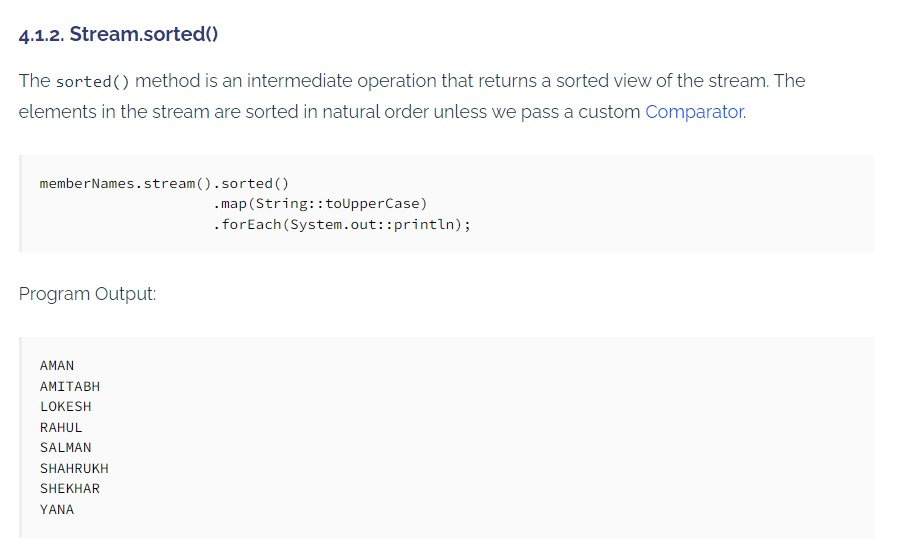 4.1.2. Stream.sorted()
The sorted() method is an intermediate operation that returns a sorted view of the stream. The
elements in the stream are sorted in natural order unless we pass a custom Comparator.
memberNames.stream().sorted()
.map(String::toUpperCase)
.forEach(System.out::println);
Program Output:
AMAN
AMITABH
LOKESH
RAHUL
SALMAN
SHAHRUKH
SHEKHAR
YANA